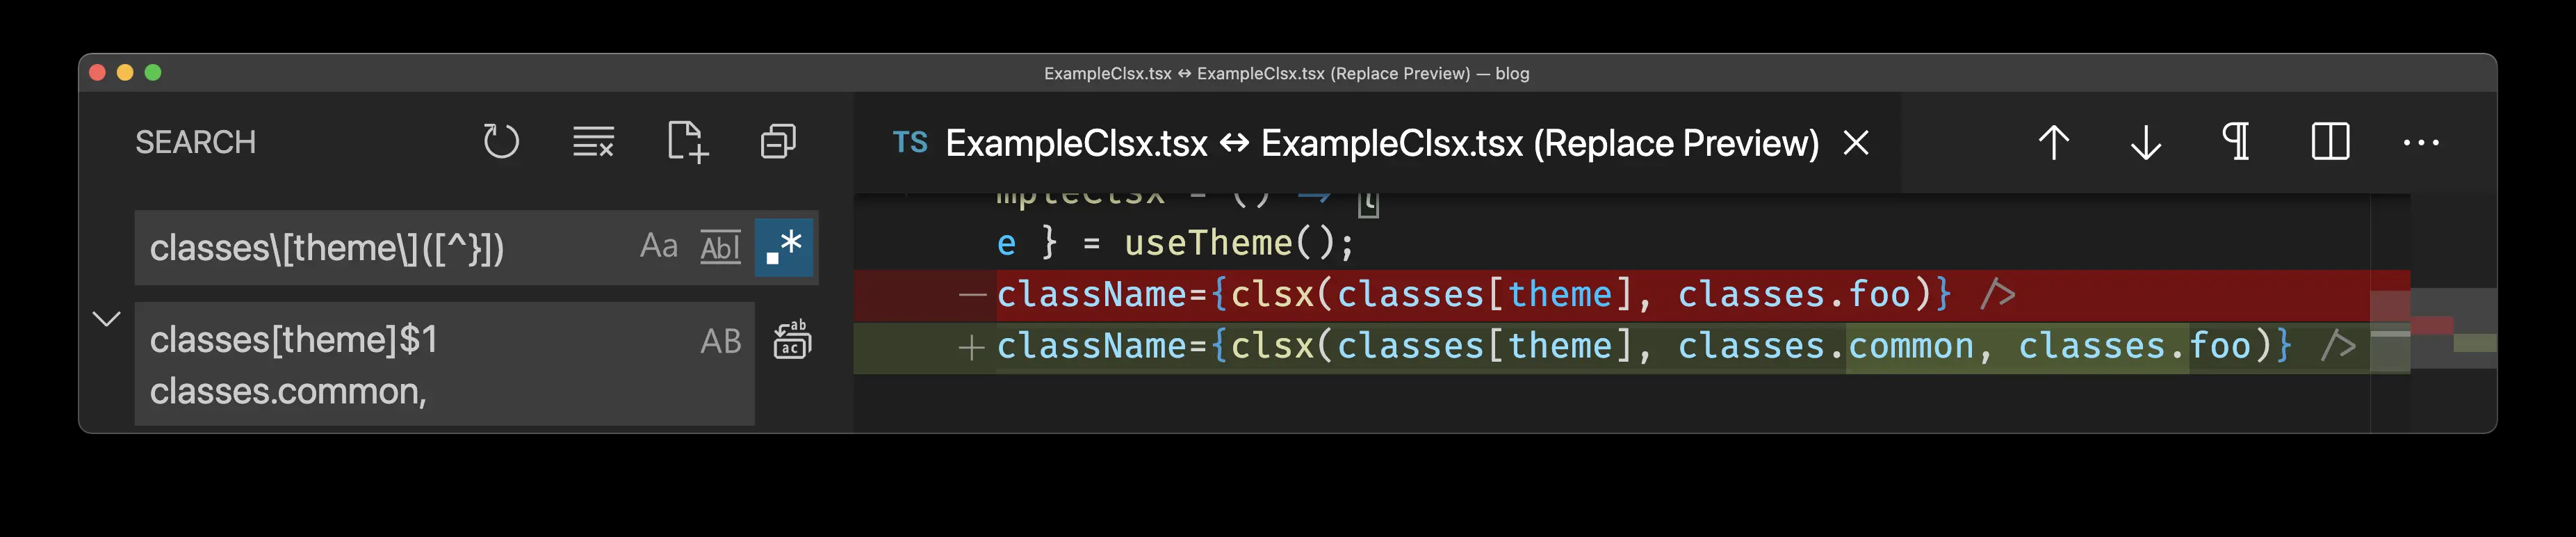 ExampleClsx.tsx ↔ ExampleClsx.tsx (Replace Preview) — blog
SEARCH
TS ExampleClsx.tsx ↔ ExampleClsx.tsx (Replace Preview)
classes\[theme\]([^}]) Aa Abl .*
classes[theme]$1 AB
classes.common,
mpleClsx = () => {
e } = useTheme();
— className={clsx(classes[theme], classes.foo)} />
+ className={clsx(classes[theme], classes.common, classes.foo)} />